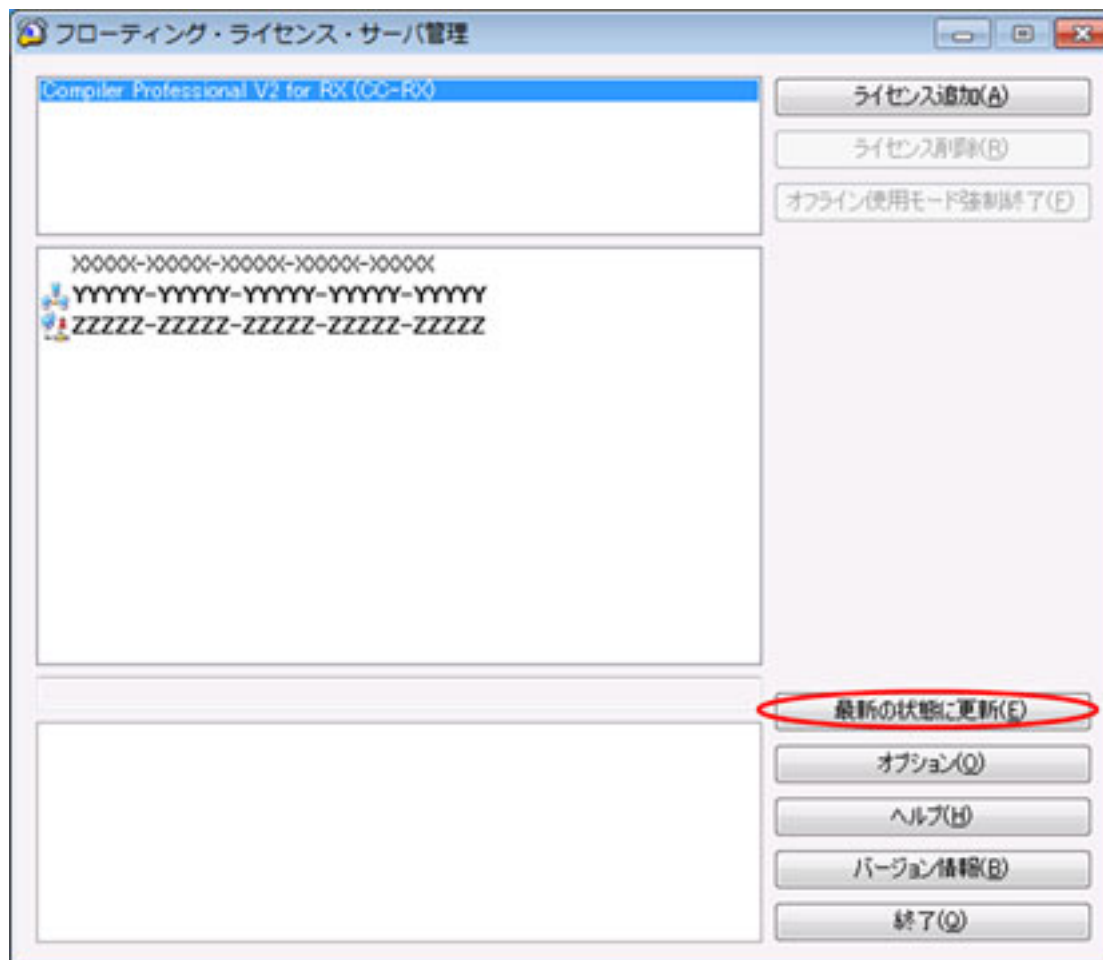 フローティング・ライセンス・サーバ管理
Compiler Professional V2 for RX (CC-RX)
ライセンス追加(A)
ライセンス削除(R)
オフライン使用モード強制終了(F)
XXXXX-XXXXX-XXXXX-XXXXX-XXXXX
YYYYY-YYYYY-YYYYY-YYYYY-YYYYY
ZZZZZ-ZZZZZ-ZZZZZ-ZZZZZ-ZZZZZ
最新の状態に更新(E)
オプション(O)
ヘルプ(H)
バージョン情報(B)
終了(Q)